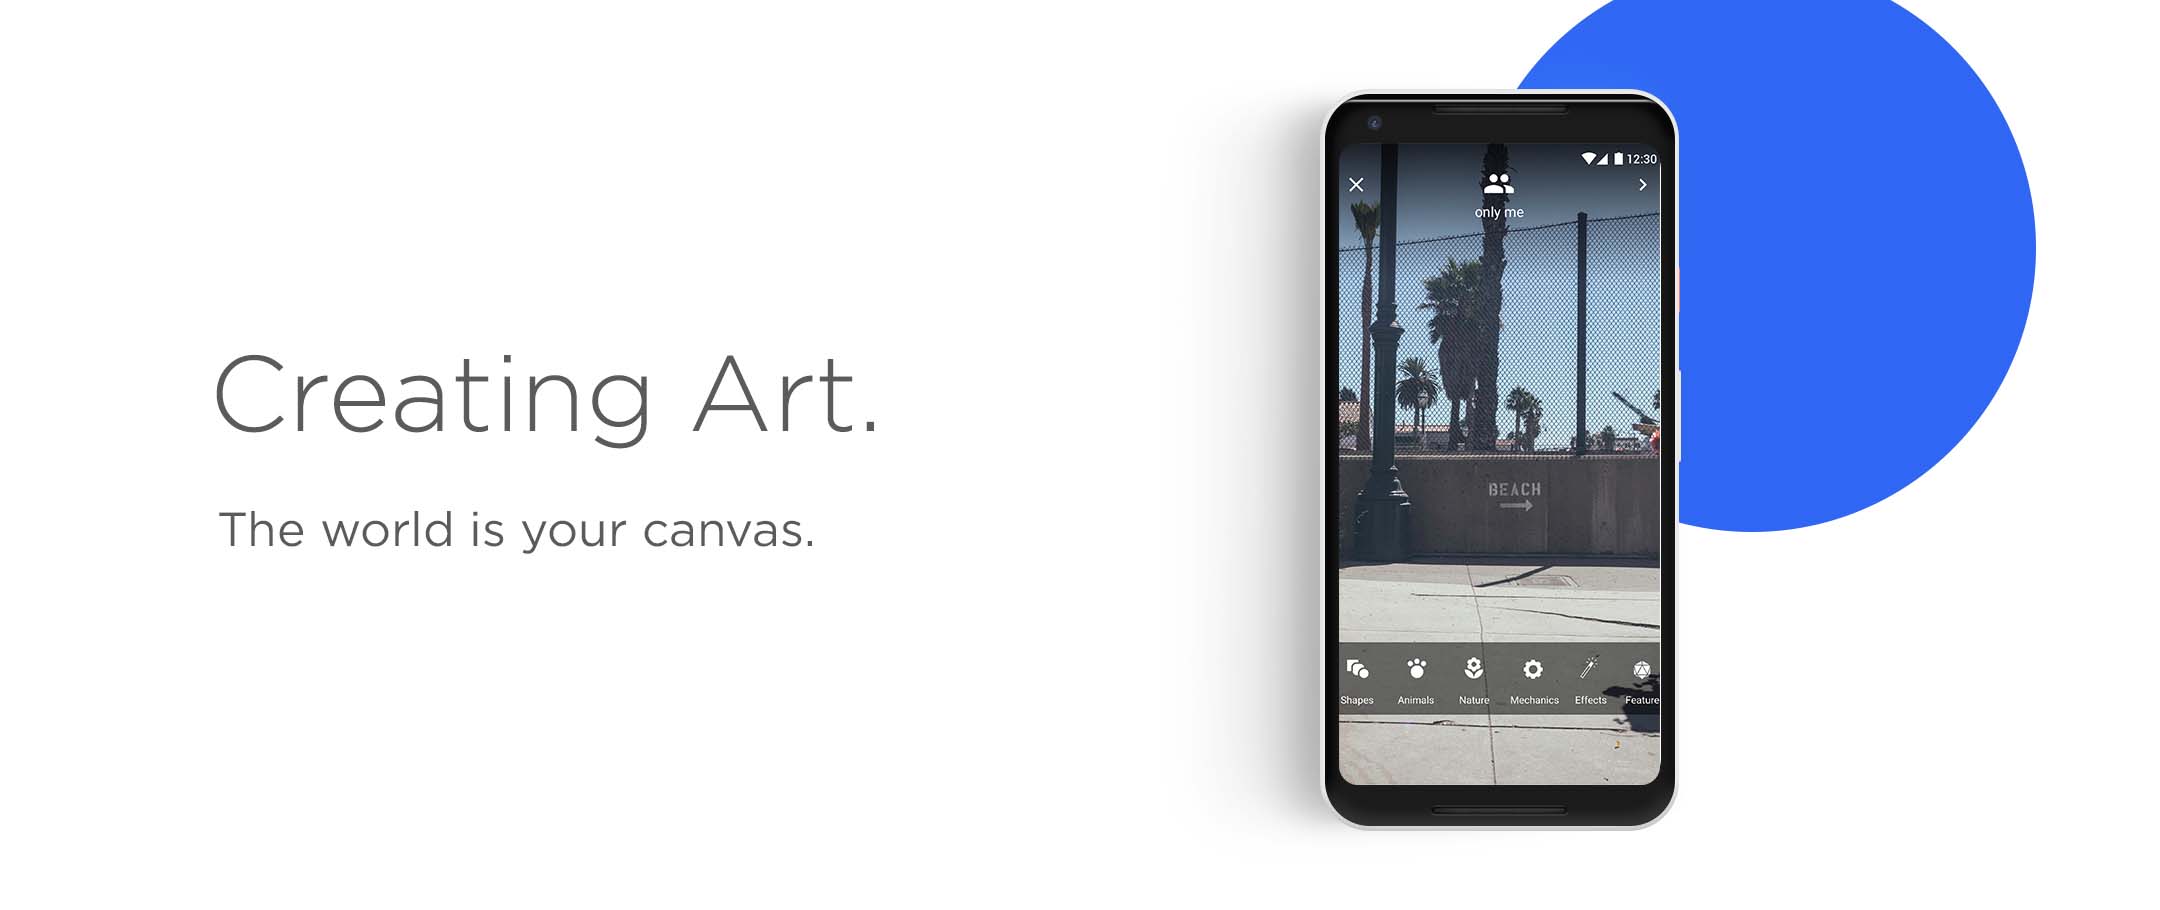 Creating Art.
The world is your canvas.
12:30
only me
BEACH
Shapes Animals Nature Mechanics Effects Feature